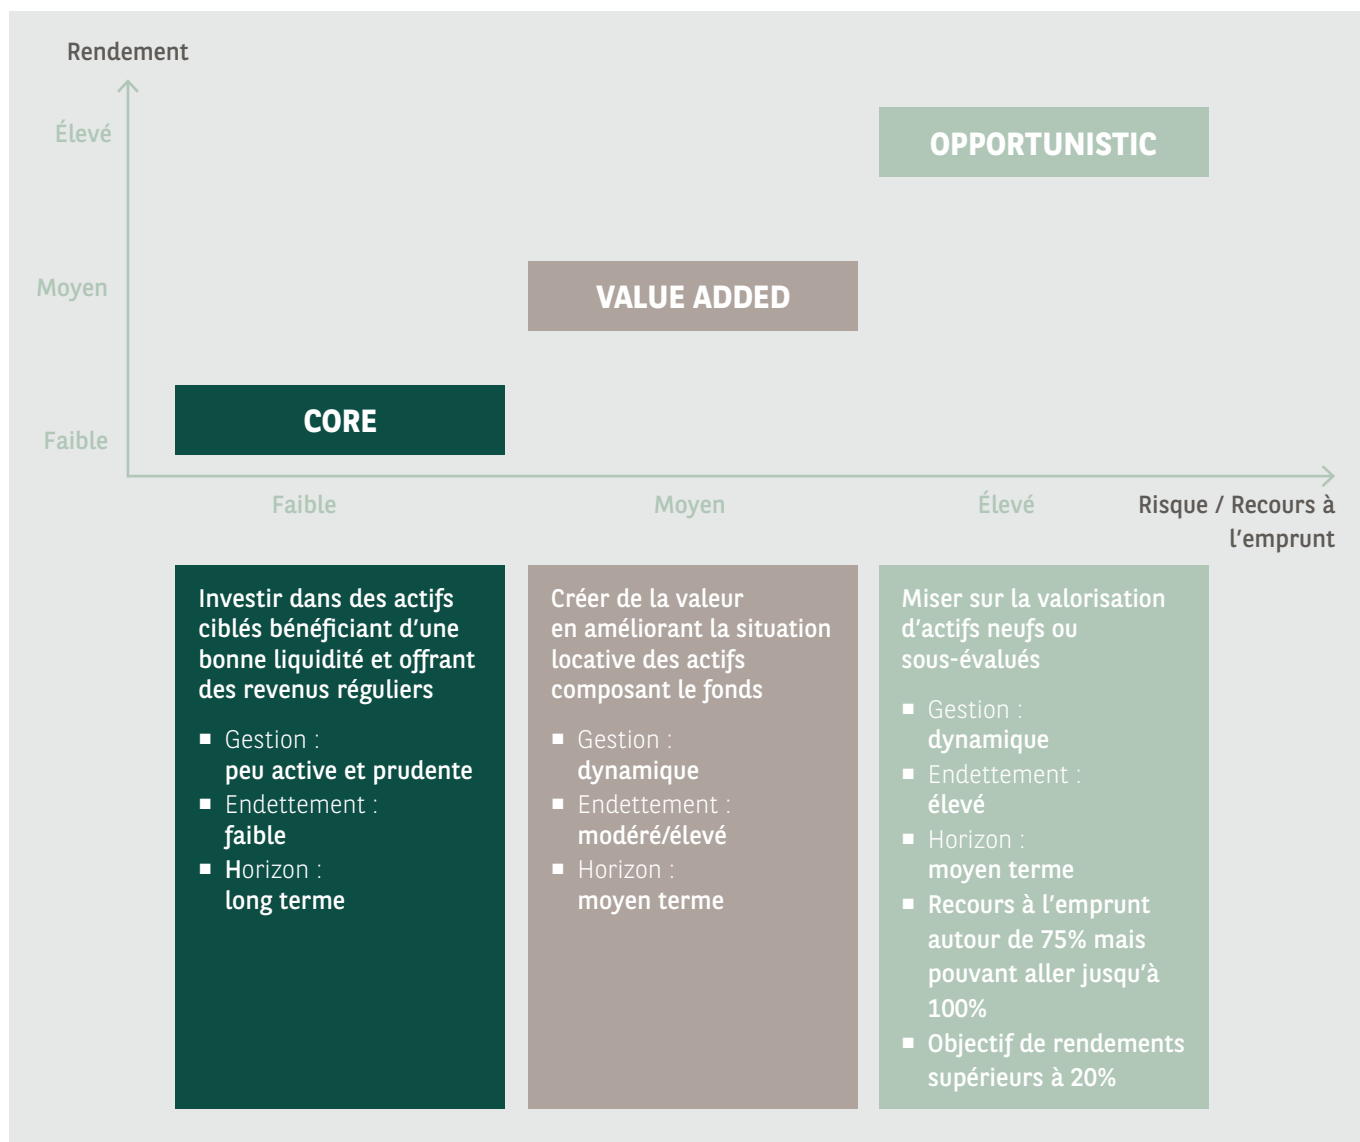 Rendement
Élevé
OPPORTUNISTIC
Moyen
VALUE ADDED
CORE
Faible
Faible
Moyen
Élevé
Risque / Recours à
l’emprunt
Investir dans des actifs
ciblés bénéficiant d’une
bonne liquidité et offrant
des revenus réguliers
■ Gestion :
peu active et prudente
■ Endettement :
faible
■ Horizon :
long terme
Créer de la valeur
en améliorant la situation
locative des actifs
composant le fonds
■ Gestion :
dynamique
■ Endettement :
modéré/élevé
■ Horizon :
moyen terme
Miser sur la valorisation
d’actifs neufs ou
sous-évalués
■ Gestion :
dynamique
■ Endettement :
élevé
■ Horizon :
moyen terme
■ Recours à l’emprunt
autour de 75% mais
pouvant aller jusqu’à
100%
■ Objectif de rendements
supérieurs à 20%